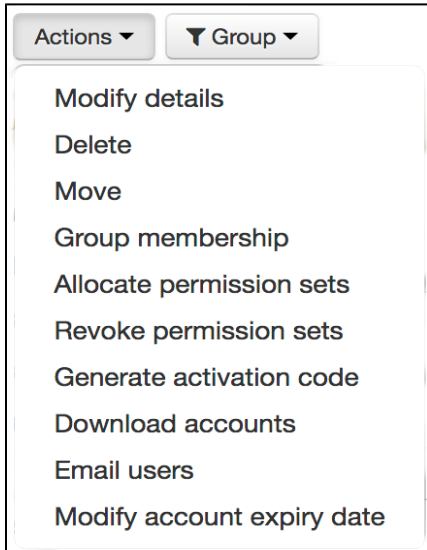 Actions Group
Modify details
Delete
Move
Group membership
Allocate permission sets
Revoke permission sets
Generate activation code
Download accounts
Email users
Modify account expiry date